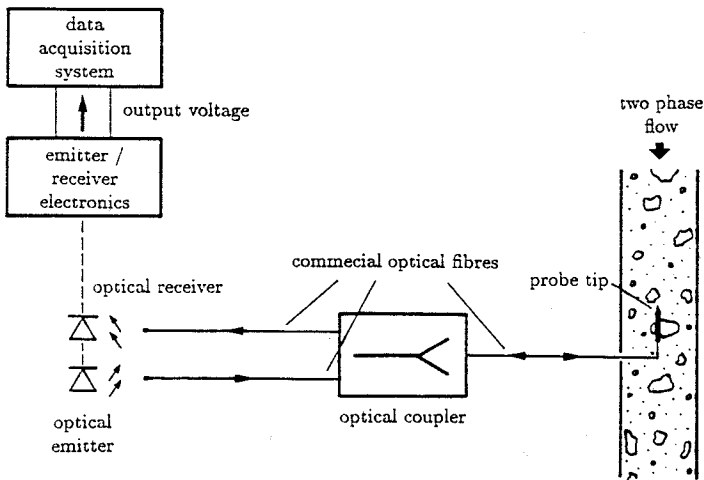 data
acquisition
system
output voltage
emitter /
receiver
electronics
two phase
flow
commecial optical fibres
optical receiver
probe tip
optical coupler
optical
emitter